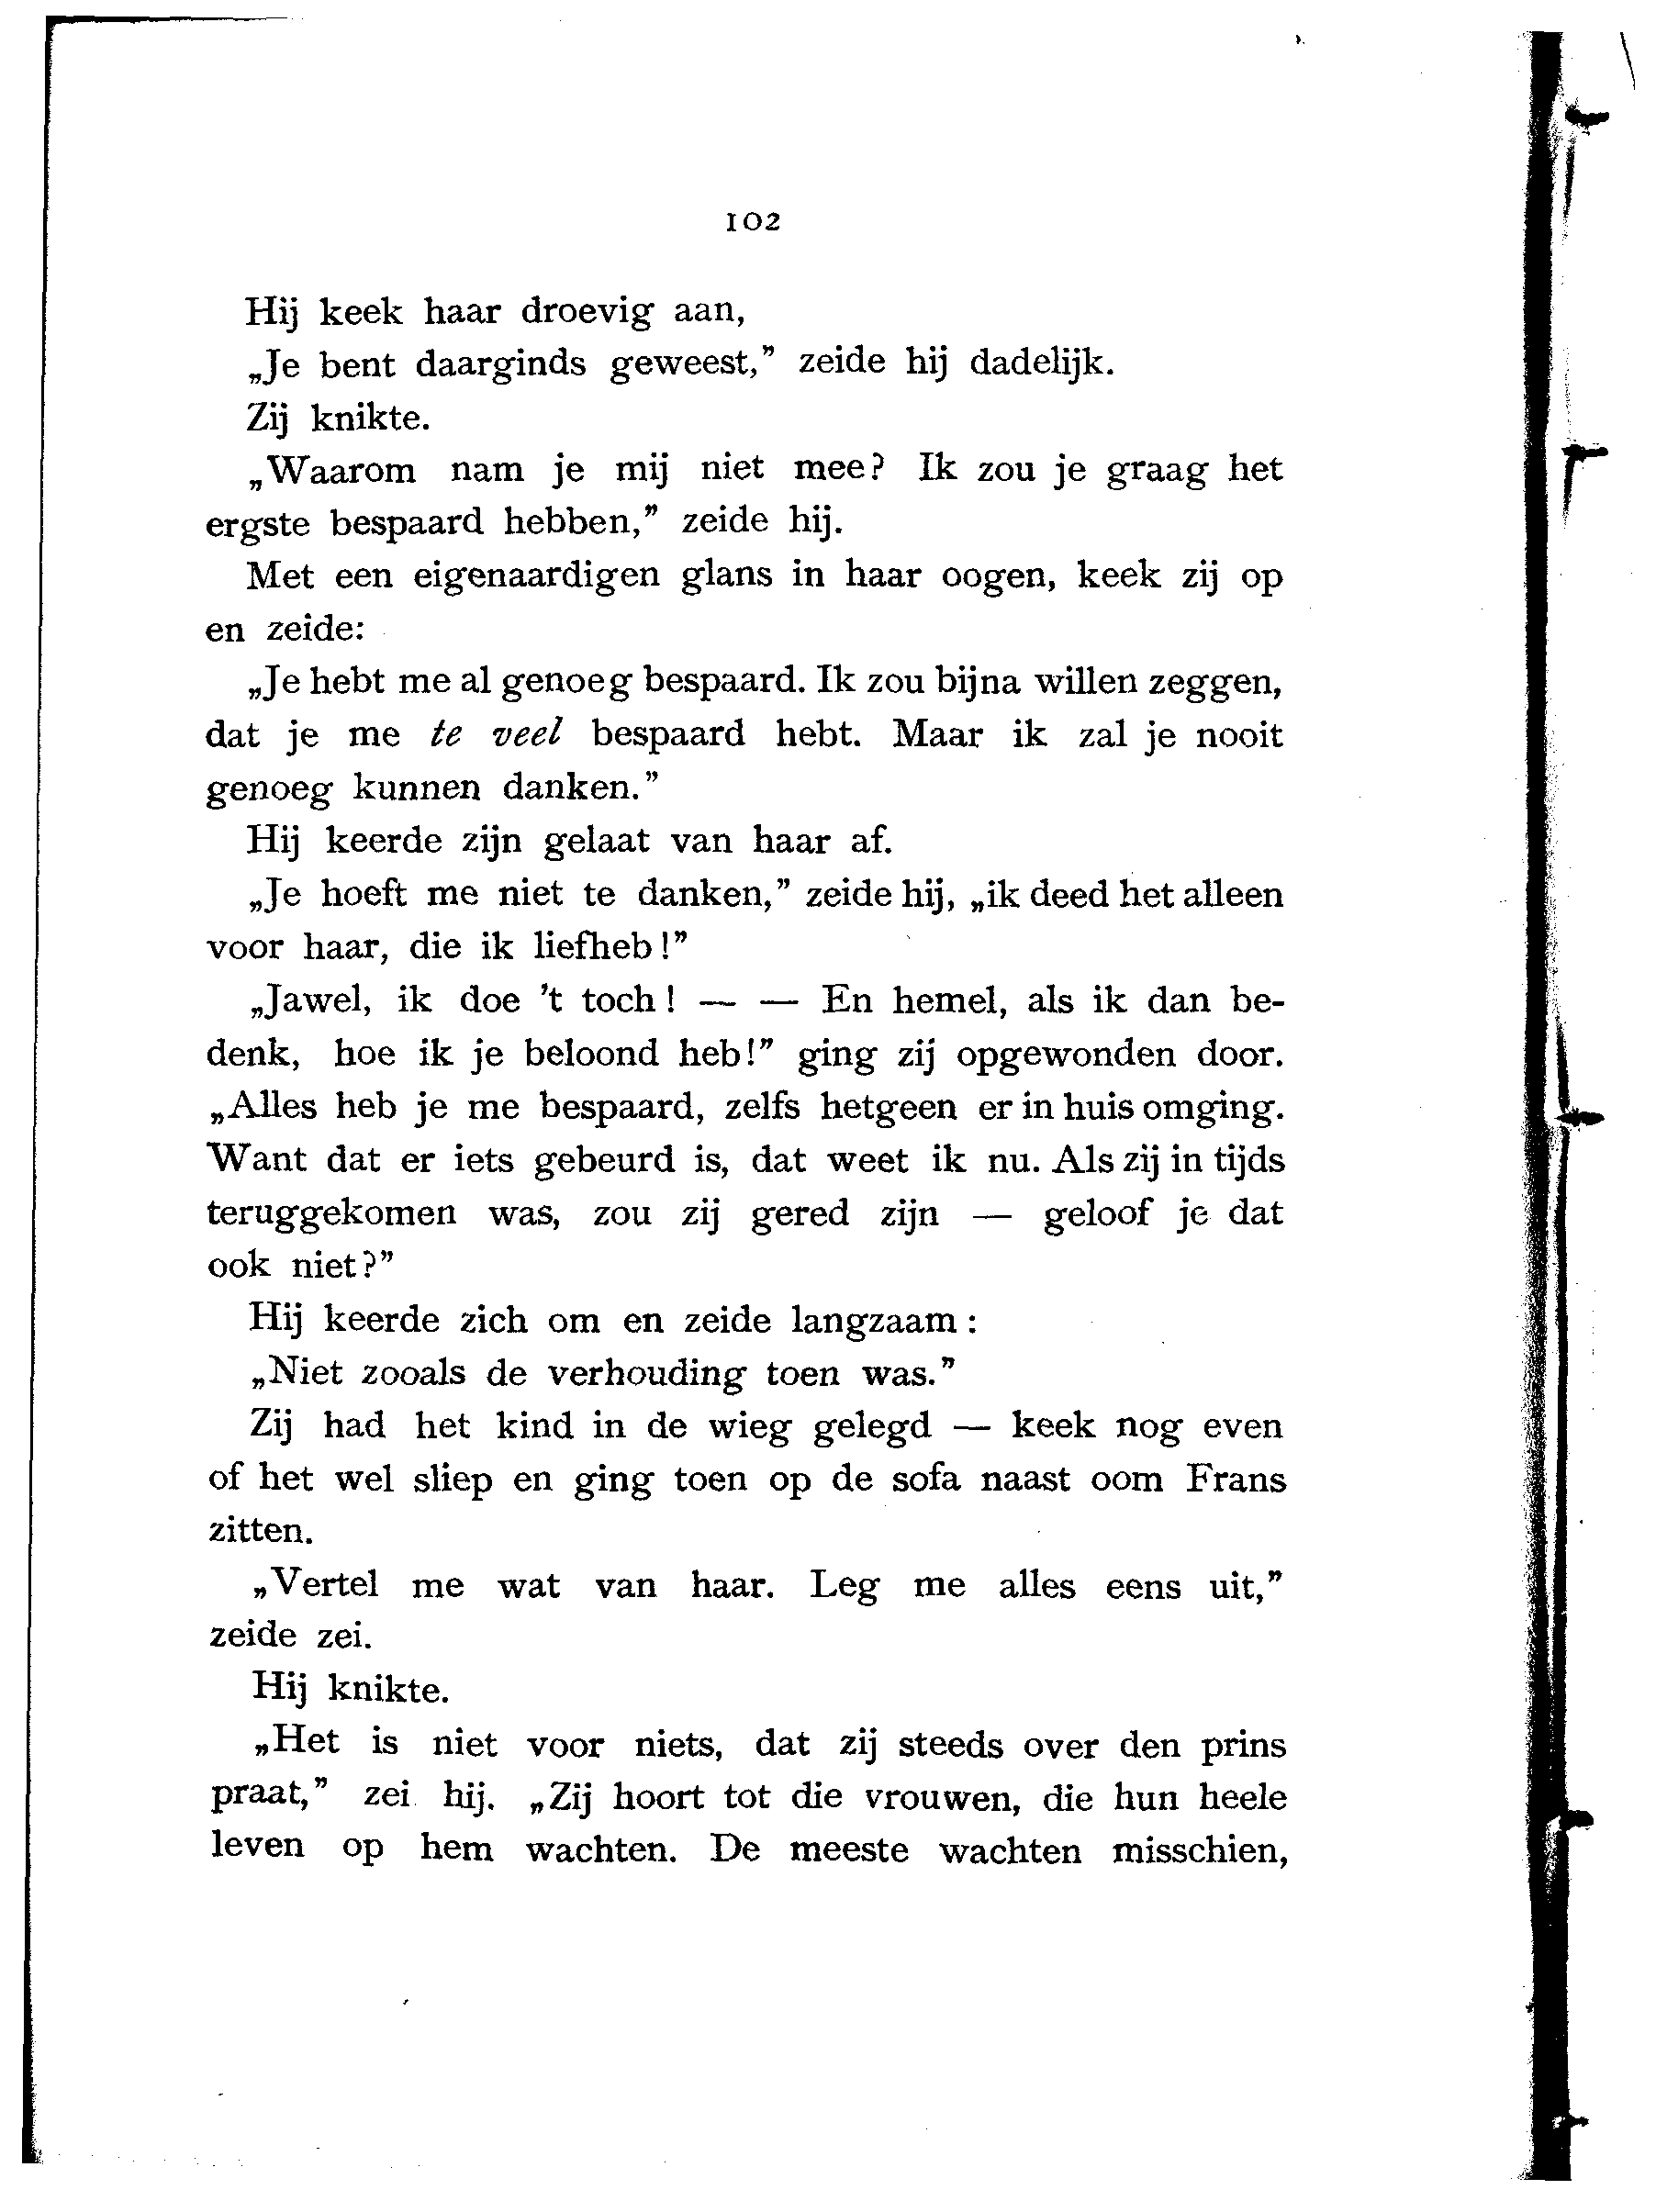 102
Hij keek haar droevig aan,
„Je bent daarginds geweest,” zeide hij dadelijk.
Zij knikte.
„Waarom nam je mij niet mee? Ik zou je graag het
ergste bespaard hebben,” zeide hij.
Met een eigenaardigen glans in haar oogen, keek zij op
en zeide:
„Je hebt me al genoeg bespaard. Ik zou bijna willen zeggen,
dat je me te veel bespaard hebt. Maar ik zal je nooit
genoeg kunnen danken.”
Hij keerde zijn gelaat van haar af.
„Je hoeft me niet te danken,” zeide hij, „ik deed het alleen
voor haar, die ik liefheb!”
„Jawel, ik doe 't toch! — — En hemel, als ik dan be-
denk, hoe ik je beloond heb!” ging zij opgewonden door.
„Alles heb je me bespaard, zelfs hetgeen er in huis omging.
Want dat er iets gebeurd is, dat weet ik nu. Als zij in tijds
teruggekomen was, zou zij gered zijn — geloof je dat
ook niet?”
Hij keerde zich om en zeide langzaam:
„Niet zooals de verhouding toen was.”
Zij had het kind in de wieg gelegd — keek nog even
of het wel sliep en ging toen op de sofa naast oom Frans
zitten.
„Vertel me wat van haar. Leg me alles eens uit,”
zeide zei.
Hij knikte.
„Het is niet voor niets, dat zij steeds over den prins
praat,” zei hij. „Zij hoort tot die vrouwen, die hun heele
leven op hem wachten. De meeste wachten misschien,